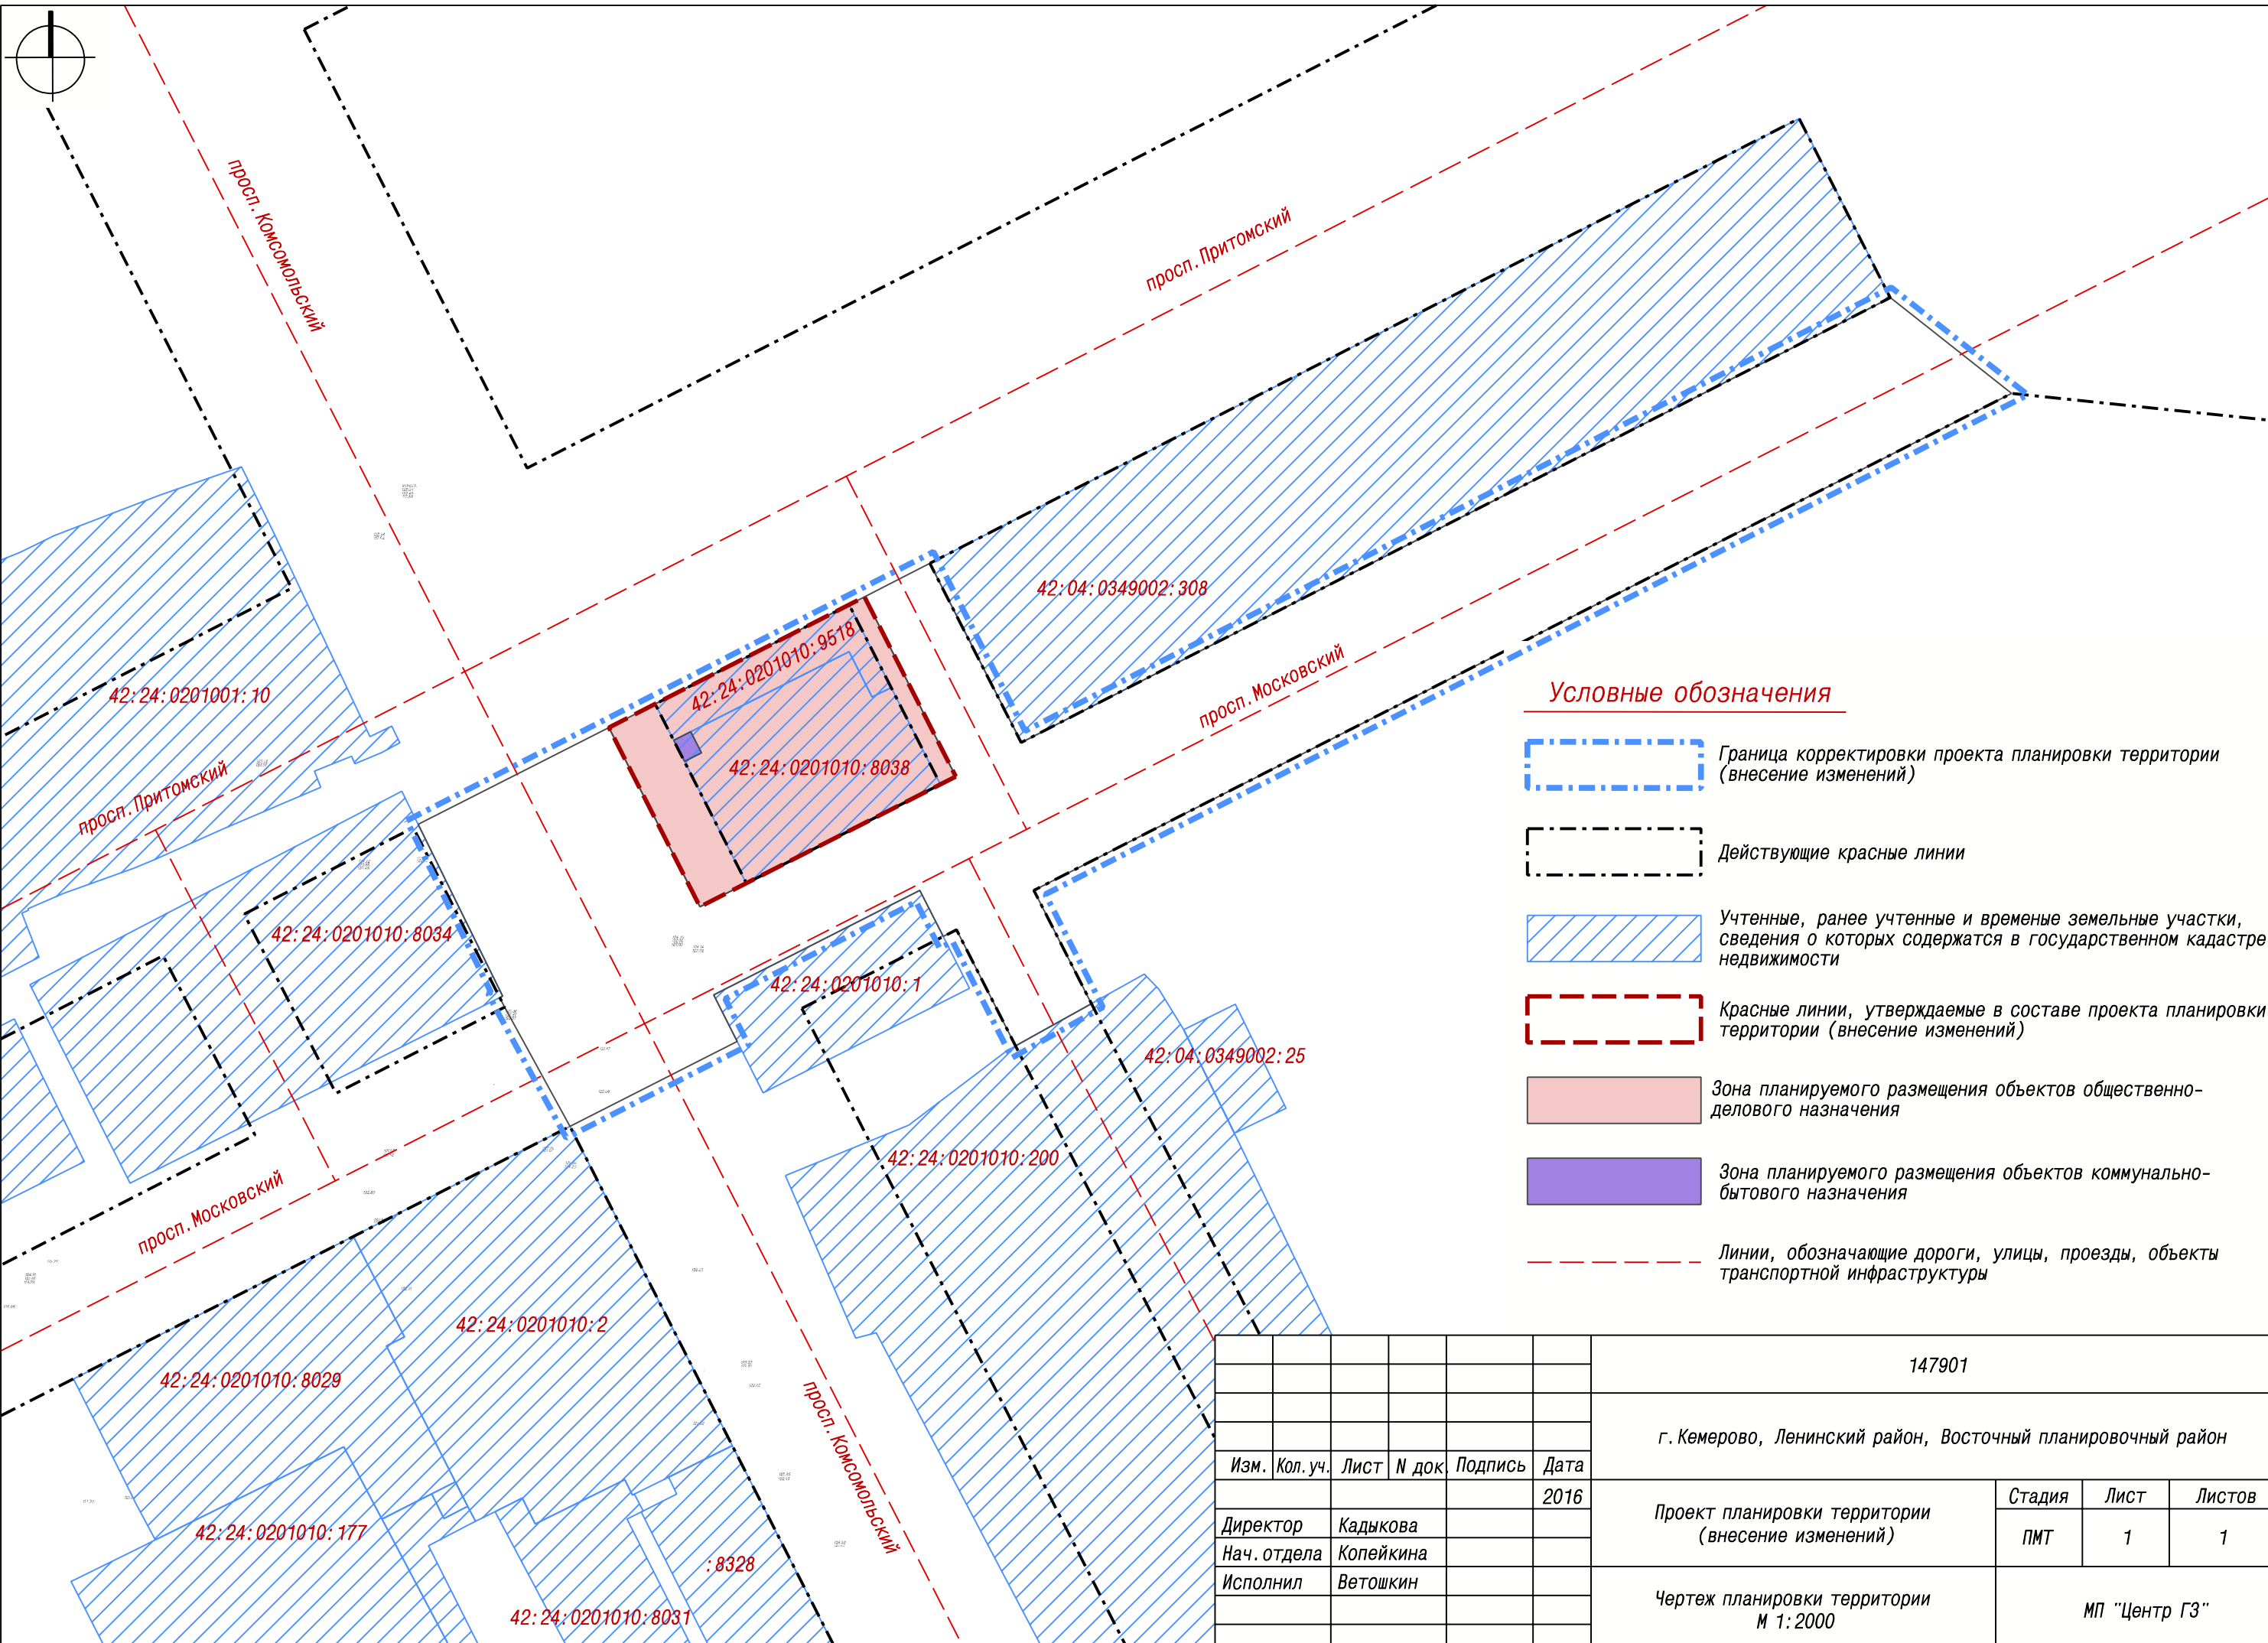 просп.Комсомольский
просп.Притомский
42:04:0349002:308
42:24:0201010:9518
42:24:0201001:10
просп.Московский
42:24:0201010:8038
просп.Притомский
42:24:0201010:8034
42:24:0201010:1
42:04:0349002:25
42:24:0201010:200
просп.Московский
42:24:0201010:2
42:24:0201010:8029
просп.Комсомольский
42:24:0201010:177
:8328
42:24:0201010:8031
Условные обозначения
Граница корректировки проекта планировки территории
(внесение изменений)
Действующие красные линии
Учтенные, ранее учтенные и временые земельные участки,
сведения о которых содержатся в государственном кадастре
недвижимости
Красные линии, утверждаемые в составе проекта планировки
территории (внесение изменений)
Зона планируемого размещения объектов общественно-
делового назначения
Зона планируемого размещения объектов коммунально-
бытового назначения
Линии, обозначающие дороги, улицы, проезды, объекты
транспортной инфраструктуры
147901
г.Кемерово, Ленинский район, Восточный планировочный район
Изм. Кол.уч. Лист N док. Подпись Дата
2016
Директор Кадыкова
Нач.отдела Копейкина
Исполнил Ветошкин
Проект планировки территории
(внесение изменений)
Стадия Лист Листов
ПМТ 1 1
Чертеж планировки территории
М 1:2000
МП "Центр ГЗ"